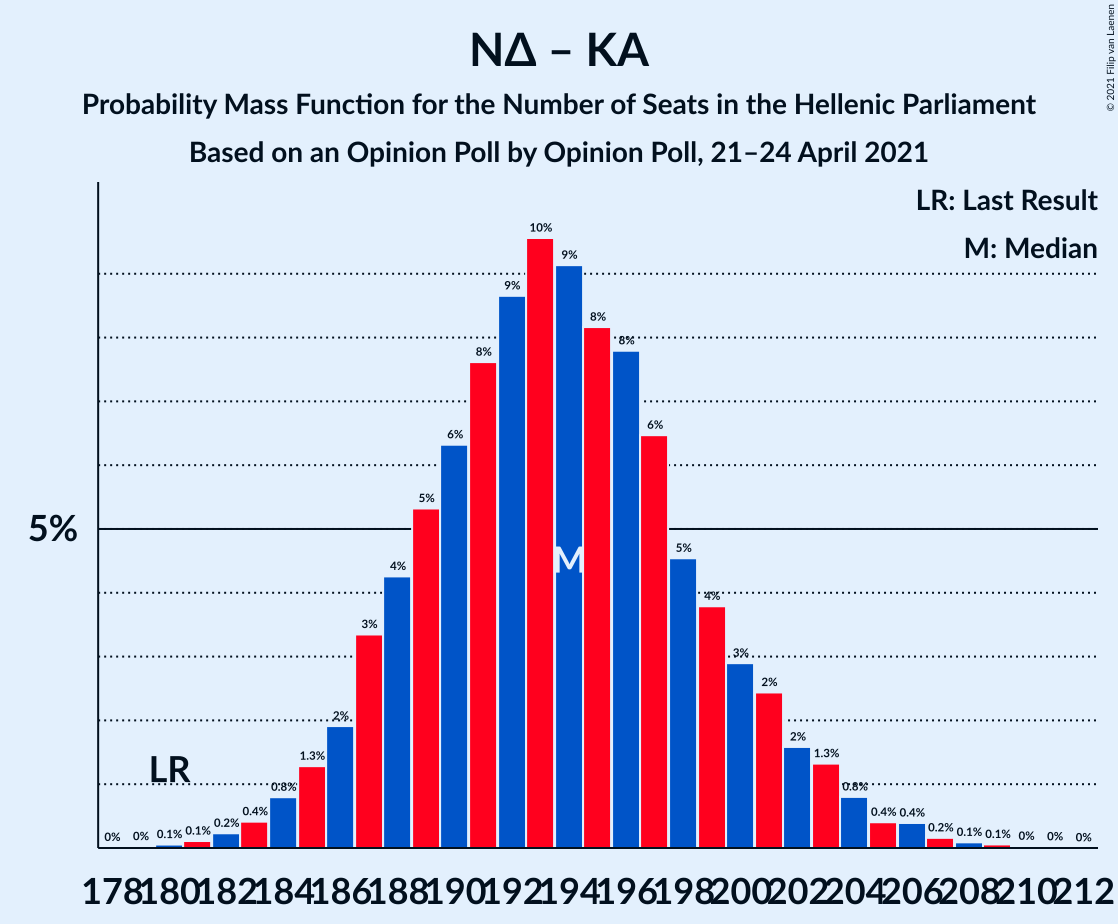 © 2021 Filip van Laenen
ΝΔ – ΚΑ
Probability Mass Function for the Number of Seats in the Hellenic Parliament
Based on an Opinion Poll by Opinion Poll, 21–24 April 2021
LR: Last Result
M: Median
5%
LR
M
0% 0% 0.1% 0.1% 0.2% 0.4% 0.8% 1.3% 2% 3% 4% 5% 6% 8% 9% 10% 9% 8% 8% 6% 5% 4% 3% 2% 2% 1.3% 0.8% 0.4% 0.4% 0.2% 0.1% 0.1% 0% 0% 0%
178 180 182 184 186 188 190 192 194 196 198 200 202 204 206 208 210 212